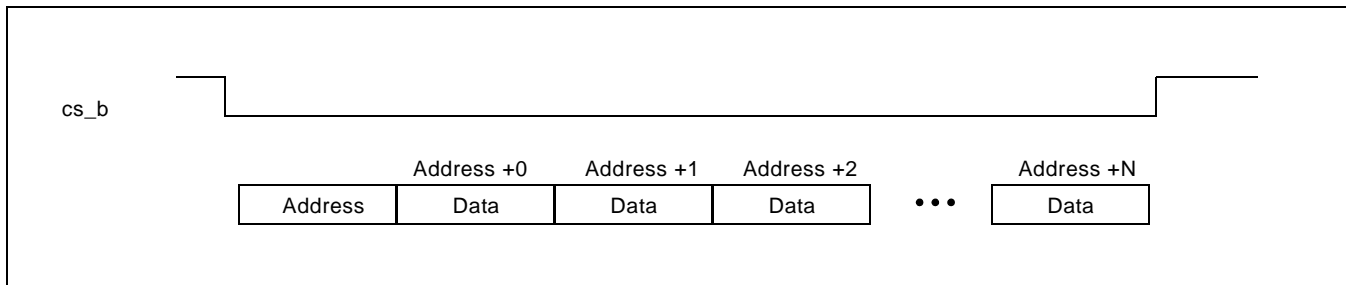 cs_b
Address +0 Address +1 Address +2 Address +N
Address Data Data Data • • • Data